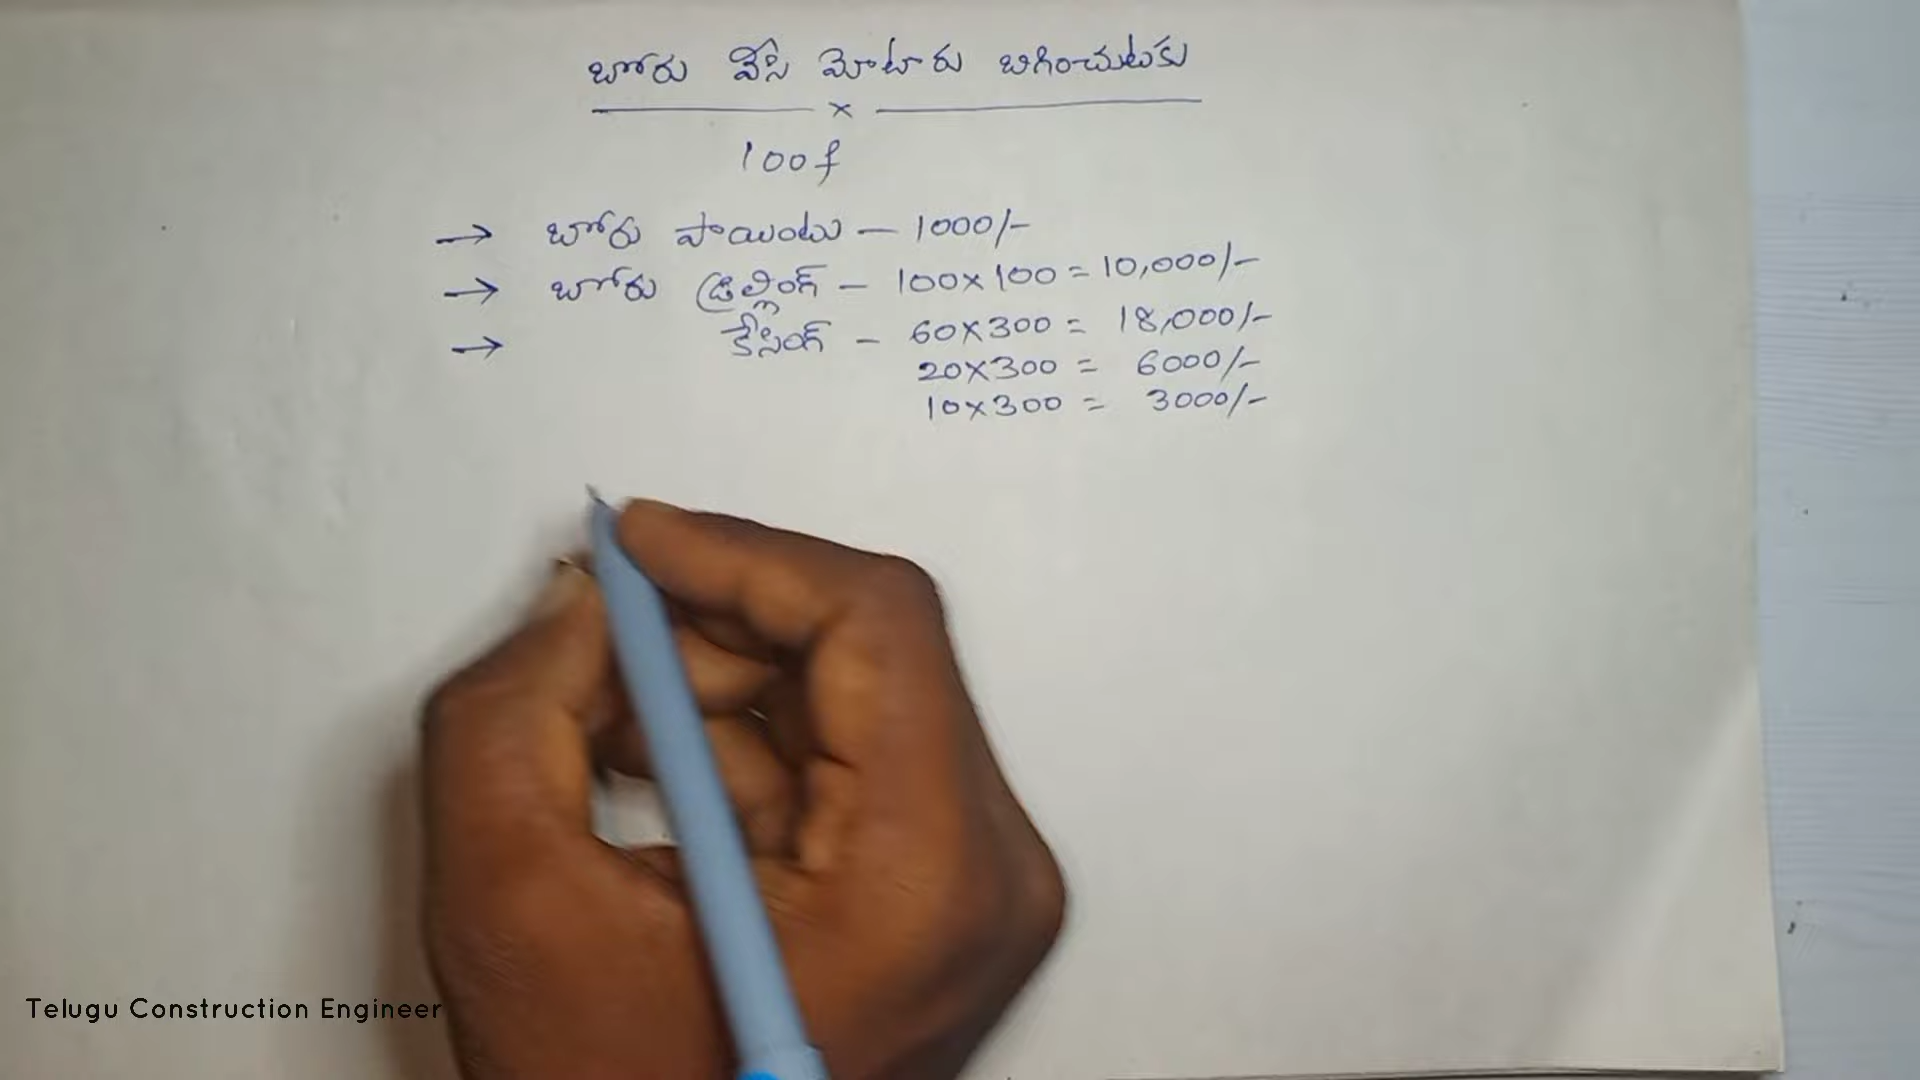 బోరు వేసి మోటారు బిగించుటకు
x
100f
→ బోరు పాయింటు — 1000/-
→ బోరు డ్రిల్లింగ్ – 100x100 = 10,000/-
→ కేసింగ్ – 60x300 = 18,000/-
20x300 = 6000/-
10x300 = 3000/-
Telugu Construction Engineer